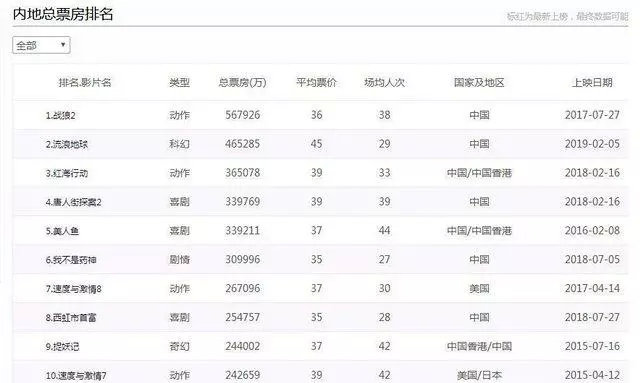 内地总票房排名
标红为最新上榜，最终数据可能
全部
排名.影片名 类型 总票房(万) 平均票价 场均人次 国家及地区 上映日期
1.战狼2 动作 567926 36 38 中国 2017-07-27
2.流浪地球 科幻 465285 45 29 中国 2019-02-05
3.红海行动 动作 365078 39 33 中国/中国香港 2018-02-16
4.唐人街探案2 喜剧 339769 39 39 中国 2018-02-16
5.美人鱼 喜剧 339211 37 44 中国/中国香港 2016-02-08
6.我不是药神 剧情 309996 35 27 中国 2018-07-05
7.速度与激情8 动作 267096 37 30 美国 2017-04-14
8.西虹市首富 喜剧 254757 35 28 中国 2018-07-27
9.捉妖记 奇幻 244002 37 42 中国香港/中国 2015-07-16
10.速度与激情7 动作 242659 39 42 美国/日本 2015-04-12